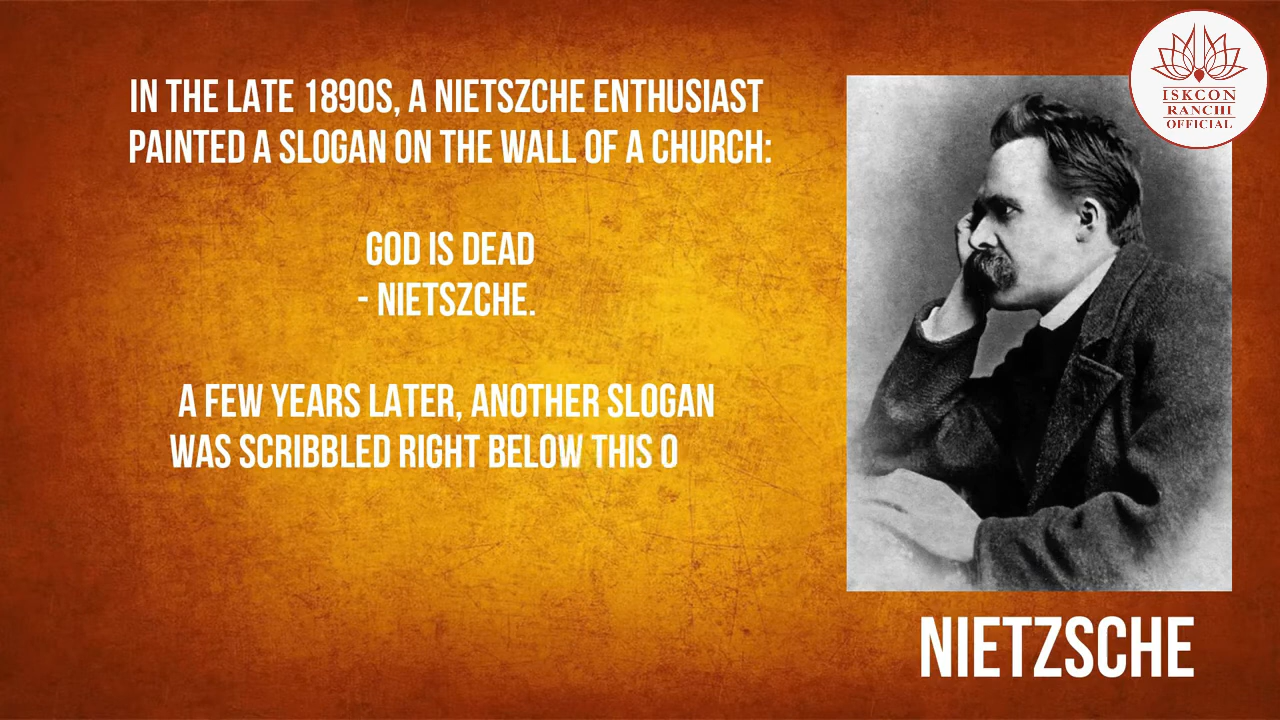 IN THE LATE 1890S, A NIETSZCHE ENTHUSIAST
PAINTED A SLOGAN ON THE WALL OF A CHURCH:
GOD IS DEAD
- NIETSZCHE.
A FEW YEARS LATER, ANOTHER SLOGAN
WAS SCRIBBLED RIGHT BELOW THIS O
ISKCON
RANCHI
OFFICIAL
NIETZSCHE